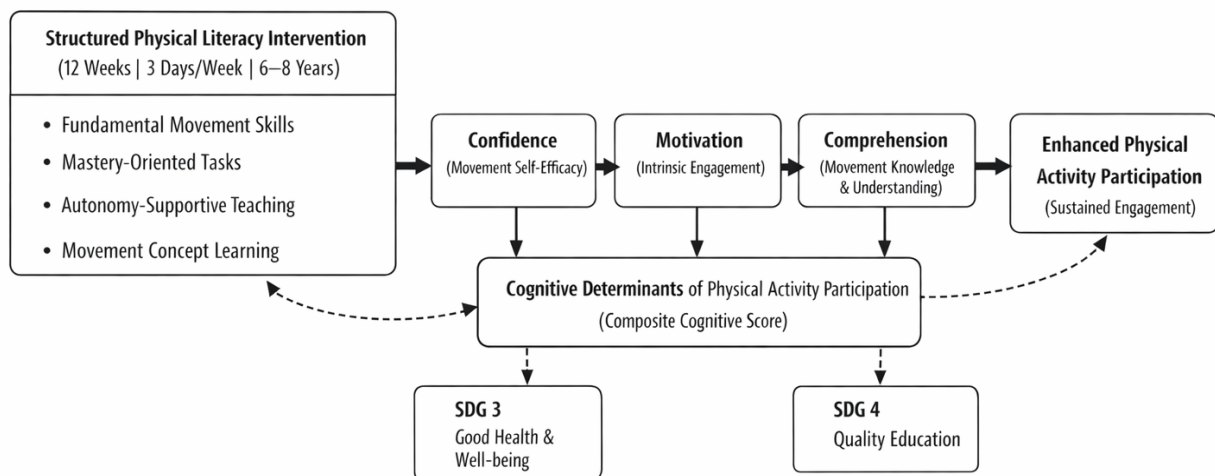 Structured Physical Literacy Intervention
(12 Weeks | 3 Days/Week | 6–8 Years)
• Fundamental Movement Skills
• Mastery-Oriented Tasks
• Autonomy-Supportive Teaching
• Movement Concept Learning
Confidence
(Movement Self-Efficacy)
Motivation
(Intrinsic Engagement)
Comprehension
(Movement Knowledge
& Understanding)
Enhanced Physical
Activity Participation
(Sustained Engagement)
Cognitive Determinants of Physical Activity Participation
(Composite Cognitive Score)
SDG 3
Good Health &
Well-being
SDG 4
Quality Education